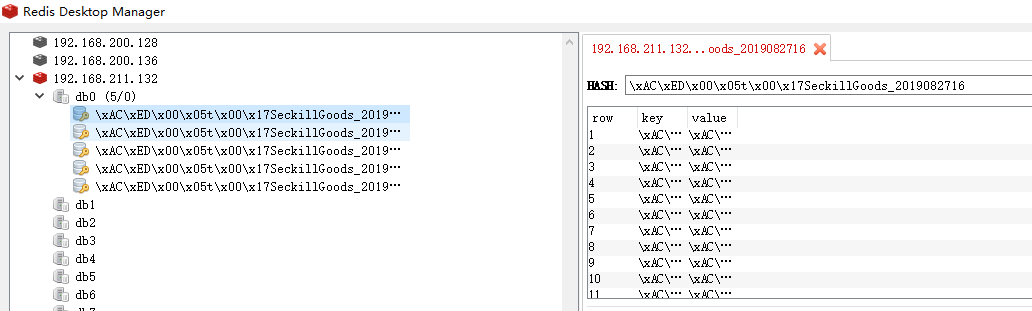 Redis Desktop Manager
192.168.200.128
192.168.200.136
192.168.211.132
db0 (5/0)
\xAC\xED\x00\x05t\x00\x17SeckillGoods_2019…
\xAC\xED\x00\x05t\x00\x17SeckillGoods_2019…
\xAC\xED\x00\x05t\x00\x17SeckillGoods_2019…
\xAC\xED\x00\x05t\x00\x17SeckillGoods_2019…
\xAC\xED\x00\x05t\x00\x17SeckillGoods_2019…
db1
db2
db3
db4
db5
db6
192.168.211.132...oods_2019082716
HASH: \xAC\xED\x00\x05t\x00\x17SeckillGoods_2019082716
row key value
1 \xAC\… \xAC\…
2 \xAC\… \xAC\…
3 \xAC\… \xAC\…
4 \xAC\… \xAC\…
5 \xAC\… \xAC\…
6 \xAC\… \xAC\…
7 \xAC\… \xAC\…
8 \xAC\… \xAC\…
9 \xAC\… \xAC\…
10 \xAC\… \xAC\…
11 \xAC\… \xAC\…